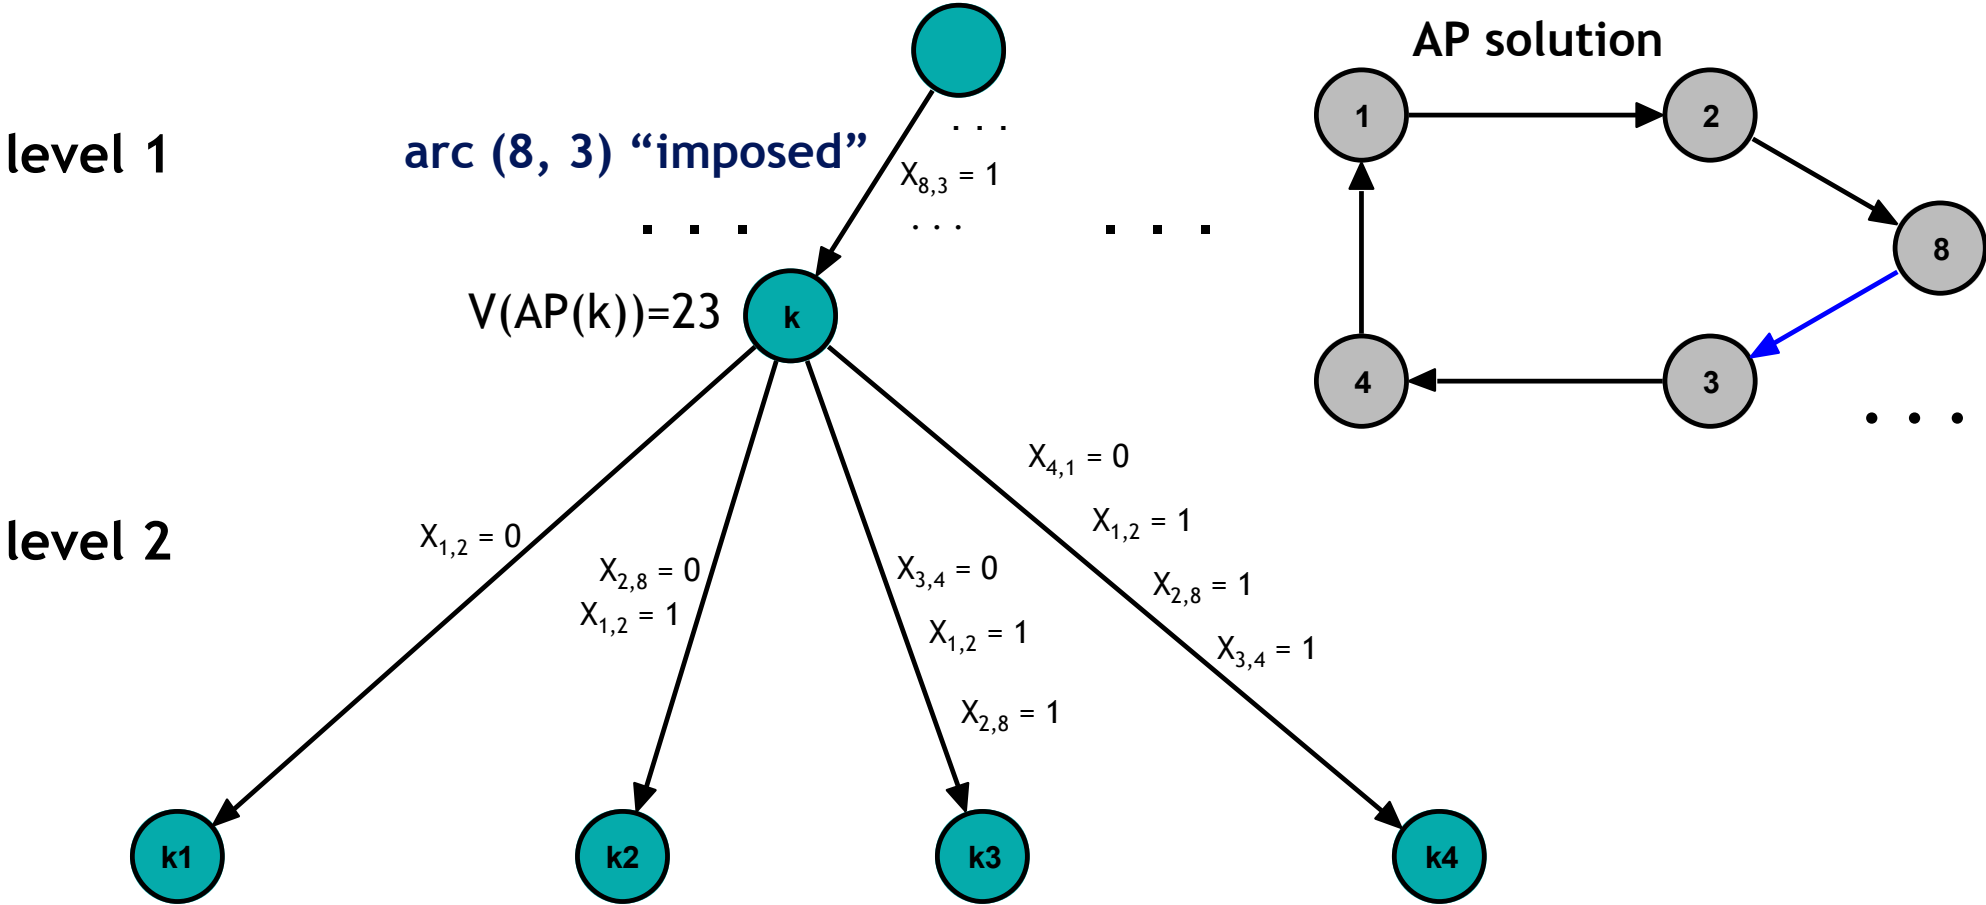 AP solution
1
2
level 1
arc (8, 3) “imposed”
. . .
X8,3 = 1
. . .
. . .
. . .
8
V(AP(k))=23
k
4
3
. . .
X4,1 = 0
level 2
X1,2 = 0
X1,2 = 1
X2,8 = 0
X3,4 = 0
X2,8 = 1
X1,2 = 1
X1,2 = 1
X3,4 = 1
X2,8 = 1
k1
k2
k3
k4